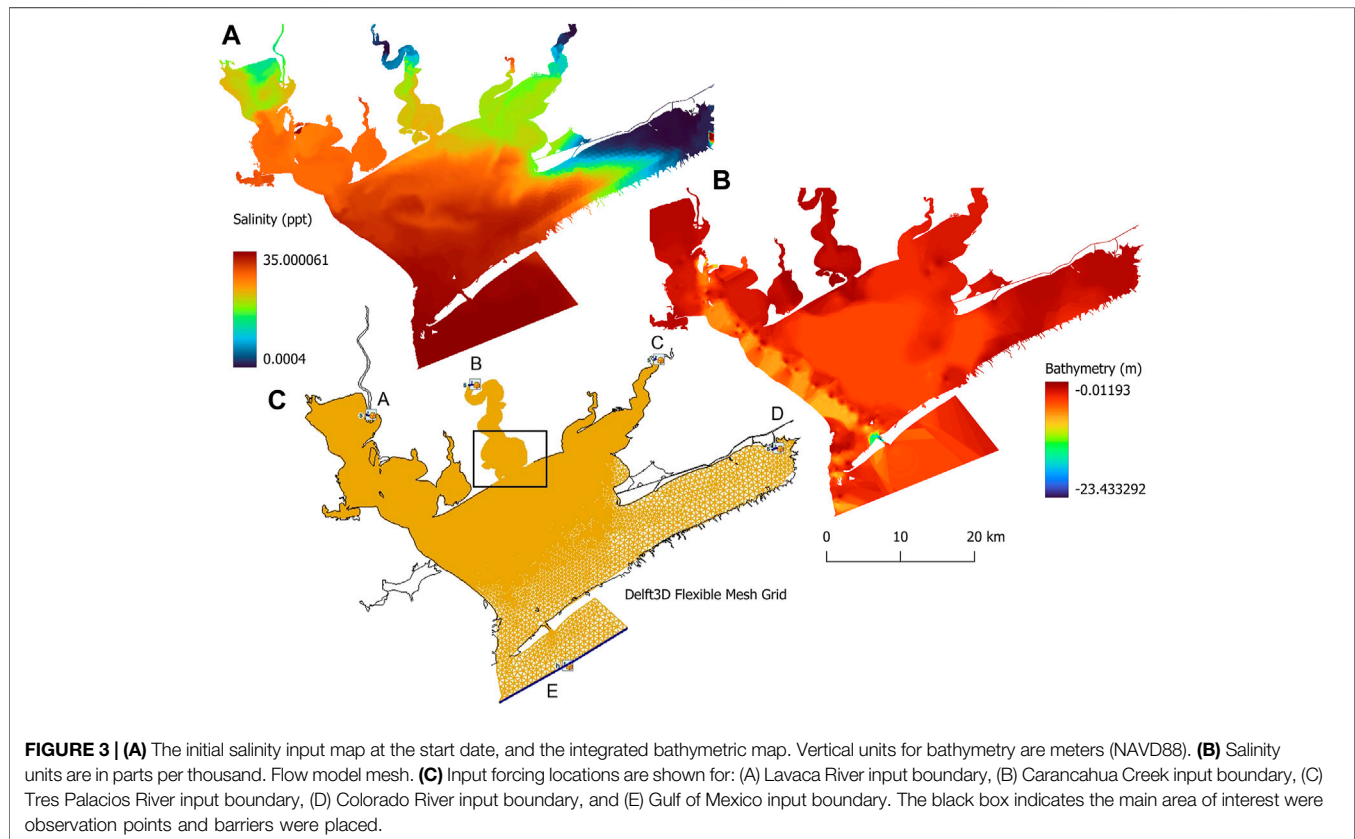 A
Salinity (ppt)
35.000061
0.0004
B
Bathymetry (m)
-0.01193
-23.433292
0 10 20 km
C
A
B
C
D
E
Delft3D Flexible Mesh Grid
FIGURE 3 | (A) The initial salinity input map at the start date, and the integrated bathymetric map. Vertical units for bathymetry are meters (NAVD88). (B) Salinity
units are in parts per thousand. Flow model mesh. (C) Input forcing locations are shown for: (A) Lavaca River input boundary, (B) Carancahua Creek input boundary, (C)
Tres Palacios River input boundary, (D) Colorado River input boundary, and (E) Gulf of Mexico input boundary. The black box indicates the main area of interest were
observation points and barriers were placed.